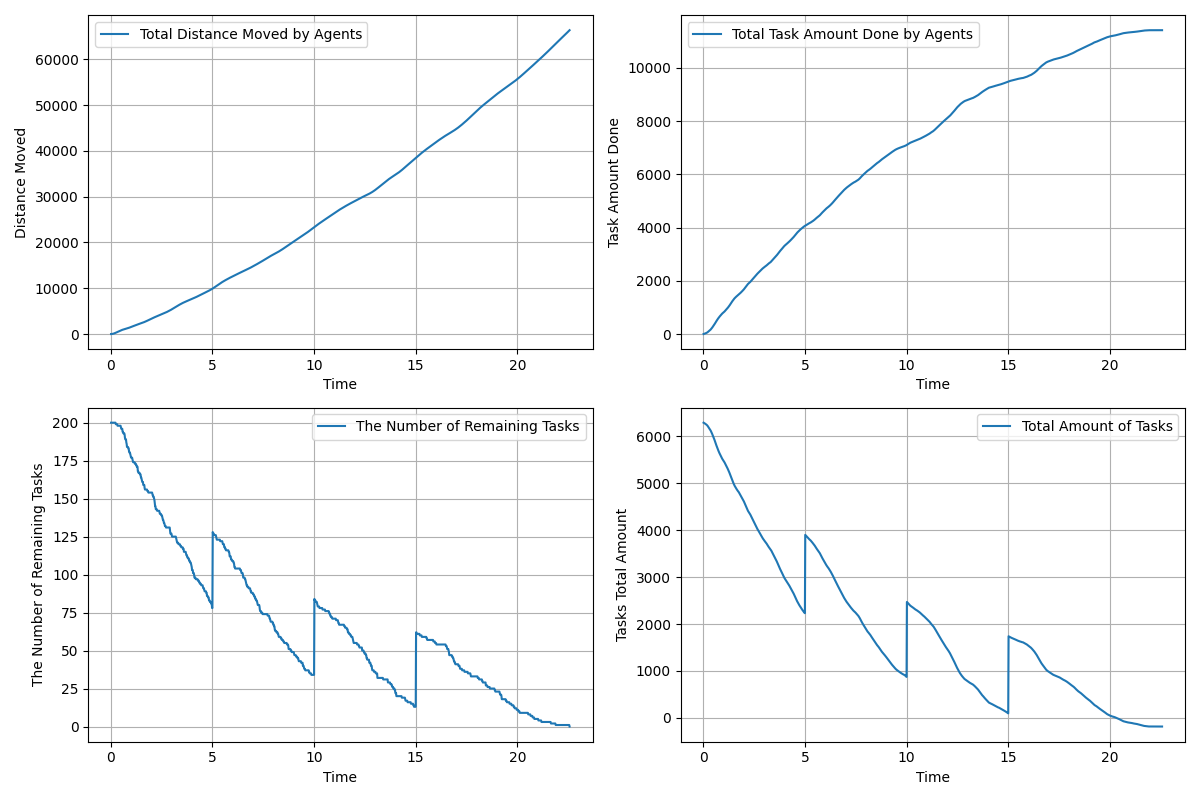 Total Distance Moved by Agents
Distance Moved
60000
50000
40000
30000
20000
10000
0
0 5 10 15 20
Time
Total Task Amount Done by Agents
Task Amount Done
10000
8000
6000
4000
2000
0
0 5 10 15 20
Time
The Number of Remaining Tasks
The Number of Remaining Tasks
200
175
150
125
100
75
50
25
0
0 5 10 15 20
Time
Total Amount of Tasks
Tasks Total Amount
6000
5000
4000
3000
2000
1000
0
0 5 10 15 20
Time